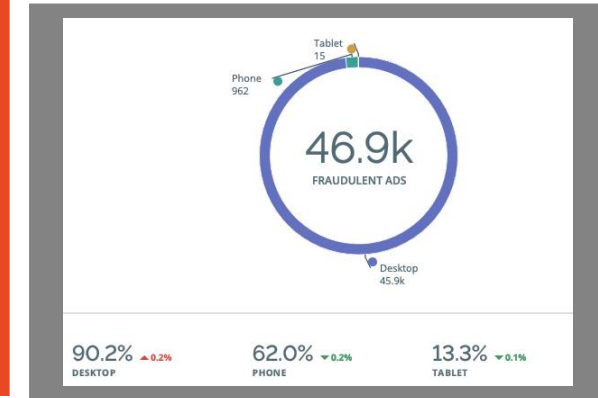 Tablet
15
Phone
962
46.9k
FRAUDULENT ADS
Desktop
45.9k
90.2% ▲ 0.2%
DESKTOP
62.0% ▼ 0.2%
PHONE
13.3% ▼ 0.1%
TABLET